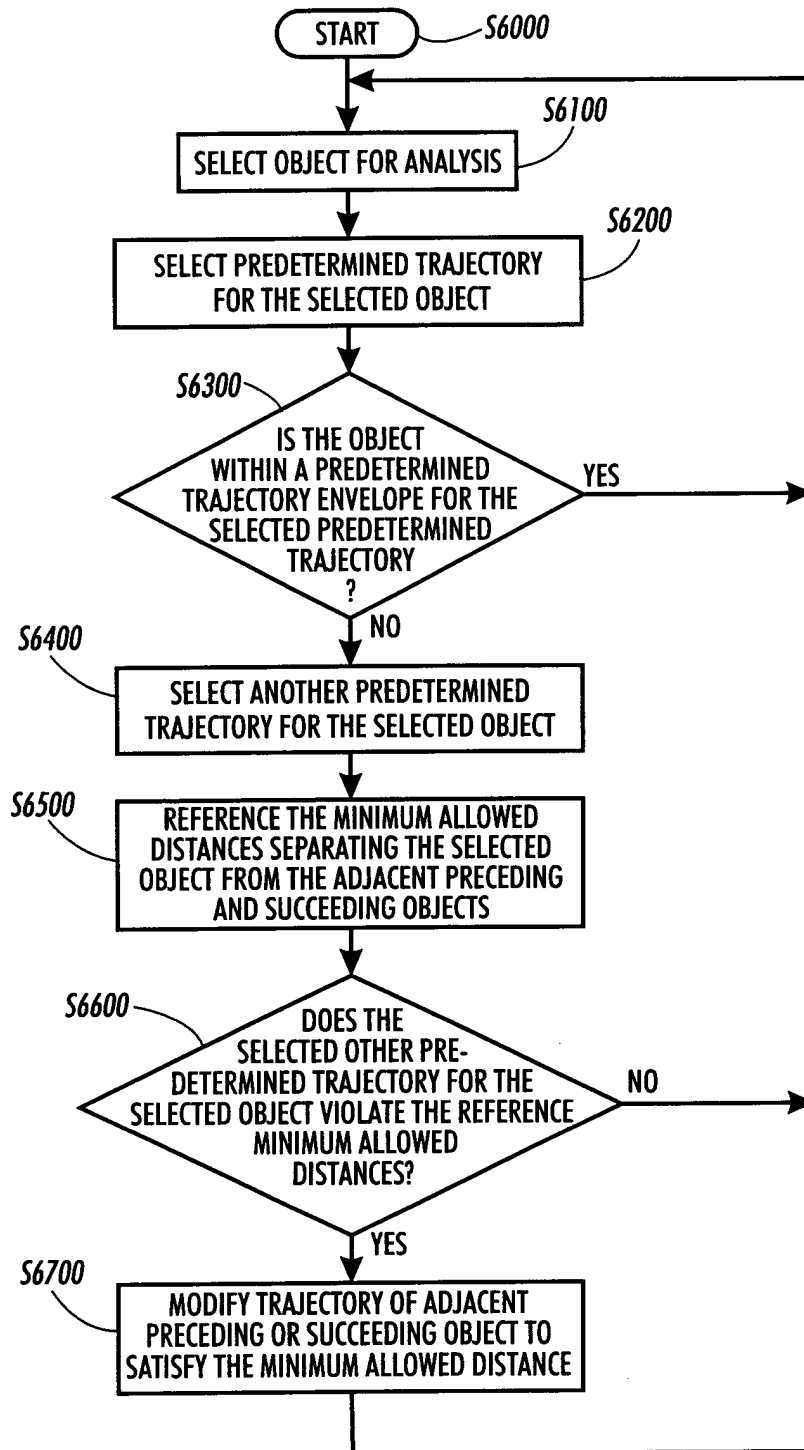 START
S6000
S6100
SELECT OBJECT FOR ANALYSIS
S6200
SELECT PREDETERMINED TRAJECTORY
FOR THE SELECTED OBJECT
S6300
IS THE OBJECT
WITHIN A PREDETERMINED
TRAJECTORY ENVELOPE FOR THE
SELECTED PREDETERMINED
TRAJECTORY
?
YES
NO
S6400
SELECT ANOTHER PREDETERMINED
TRAJECTORY FOR THE SELECTED OBJECT
S6500
REFERENCE THE MINIMUM ALLOWED
DISTANCES SEPARATING THE SELECTED
OBJECT FROM THE ADJACENT PRECEDING
AND SUCCEEDING OBJECTS
S6600
DOES THE
SELECTED OTHER PRE-
DETERMINED TRAJECTORY FOR THE
SELECTED OBJECT VIOLATE THE REFERENCE
MINIMUM ALLOWED
DISTANCES?
NO
YES
S6700
MODIFY TRAJECTORY OF ADJACENT
PRECEDING OR SUCCEEDING OBJECT TO
SATISFY THE MINIMUM ALLOWED DISTANCE